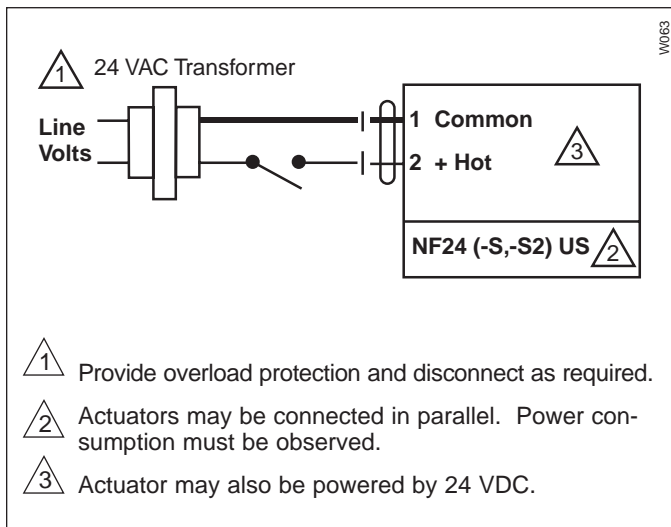 W063
1 24 VAC Transformer
Line
Volts
1 Common
2 + Hot
3
NF24 (-S,-S2) US 2
1 Provide overload protection and disconnect as required.
2 Actuators may be connected in parallel. Power con-
sumption must be observed.
3 Actuator may also be powered by 24 VDC.